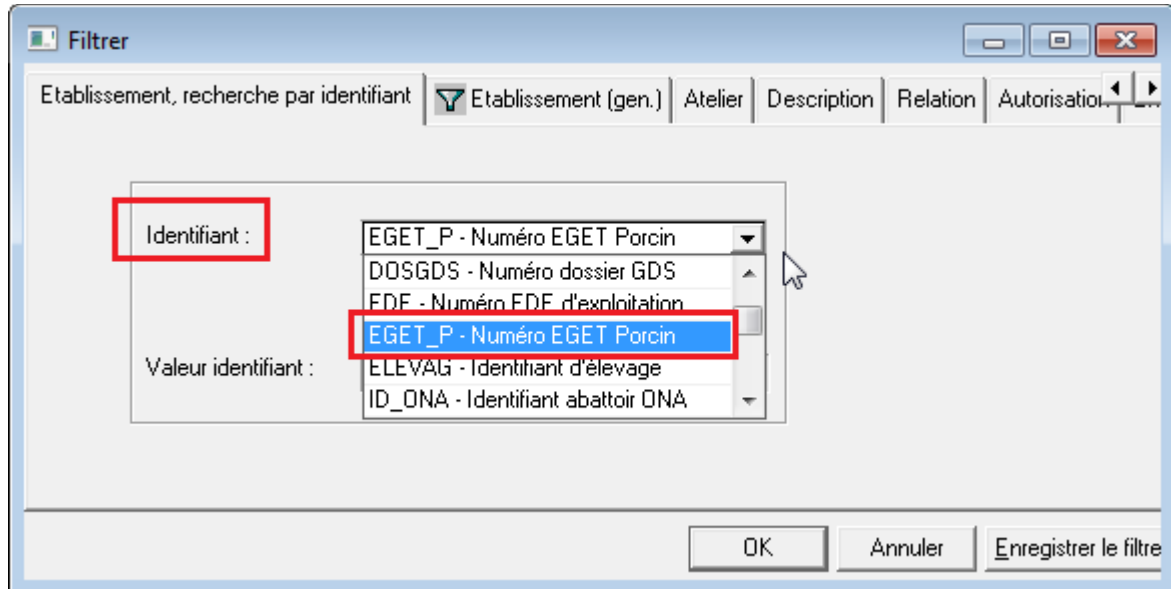 Filtrer
Etablissement, recherche par identifiant Etablissement (gen.) Atelier Description Relation Autorisation
Identifiant : EGET_P - Numéro EGET Porcin
DOSGDS - Numéro dossier GDS
EDE - Numéro EDE d'exploitation
EGET_P - Numéro EGET Porcin
Valeur identifiant : ELEVAG - Identifiant d'élevage
ID_ONA - Identifiant abattoir ONA
OK Annuler Enregistrer le filtre